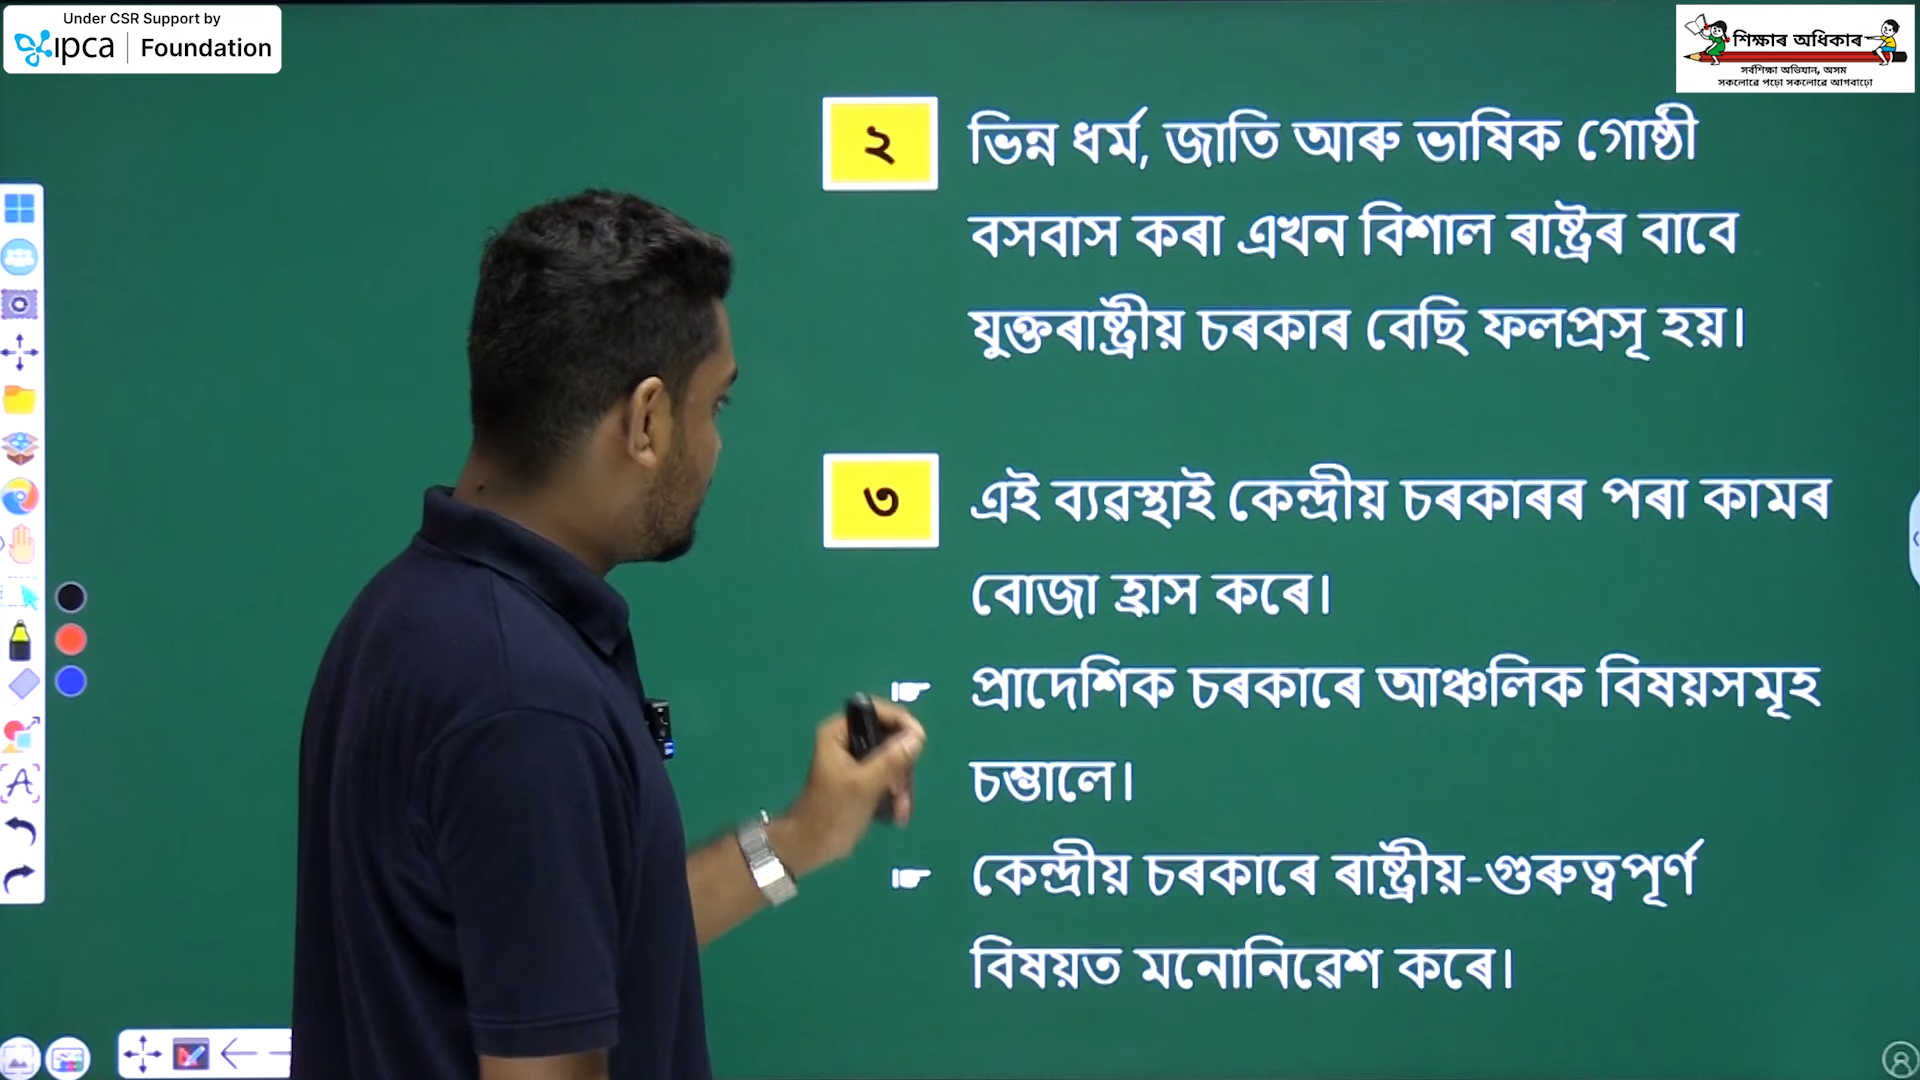 Under CSR Support by
ipca Foundation
শিক্ষাৰ অধিকাৰ
সৰ্বশিক্ষা অভিযান, অসম
সকলোৱে পঢ়ো সকলোৱে আগবাঢ়ো
২ ভিন্ন ধৰ্ম, জাতি আৰু ভাষিক গোষ্ঠী
বসবাস কৰা এখন বিশাল ৰাষ্ট্ৰৰ বাবে
যুক্তৰাষ্ট্ৰীয় চৰকাৰ বেছি ফলপ্ৰসূ হয়।
৩ এই ব্যৱস্থাই কেন্দ্ৰীয় চৰকাৰৰ পৰা কামৰ
বোজা হ্ৰাস কৰে।
প্ৰাদেশিক চৰকাৰে আঞ্চলিক বিষয়সমূহ
চম্ভালে।
কেন্দ্ৰীয় চৰকাৰে ৰাষ্ট্ৰীয়-গুৰুত্বপূৰ্ণ
বিষয়ত মনোনিৱেশ কৰে।